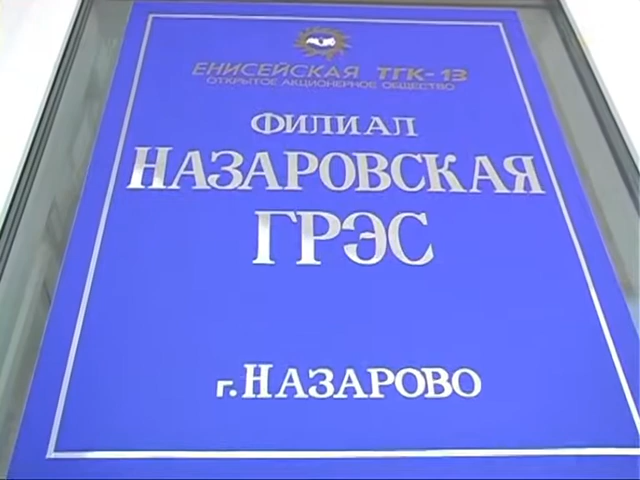 ЕНИСЕЙСКАЯ ТГК-13
ОТКРЫТОЕ АКЦИОНЕРНОЕ ОБЩЕСТВО
ФИЛИАЛ
НАЗАРОВСКАЯ
ГРЭС
г. НАЗАРОВО